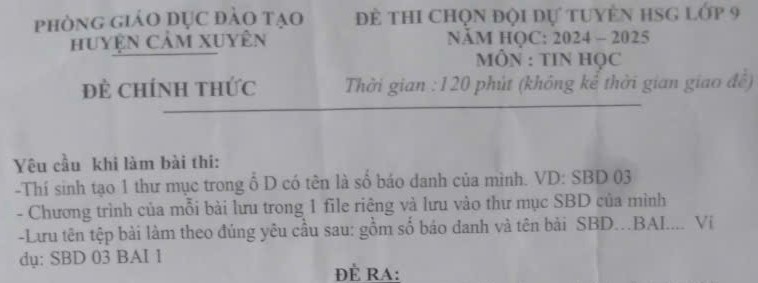 PHÒNG GIÁO DỤC ĐÀO TẠO
HUYỆN CẨM XUYÊN
ĐỀ CHÍNH THỨC
ĐỀ THI CHỌN ĐỘI DỰ TUYỂN HSG LỚP 9
NĂM HỌC: 2024 – 2025
MÔN : TIN HỌC
Thời gian :120 phút (không kể thời gian giao đề)
Yêu cầu khi làm bài thi:
-Thí sinh tạo 1 thư mục trong ổ D có tên là số báo danh của mình. VD: SBD 03
- Chương trình của mỗi bài lưu trong 1 file riêng và lưu vào thư mục SBD của mình
-Lưu tên tệp bài làm theo đúng yêu cầu sau: gồm số báo danh và tên bài SBD…BAI.... Ví
dụ: SBD 03 BAI 1
ĐỀ RA: